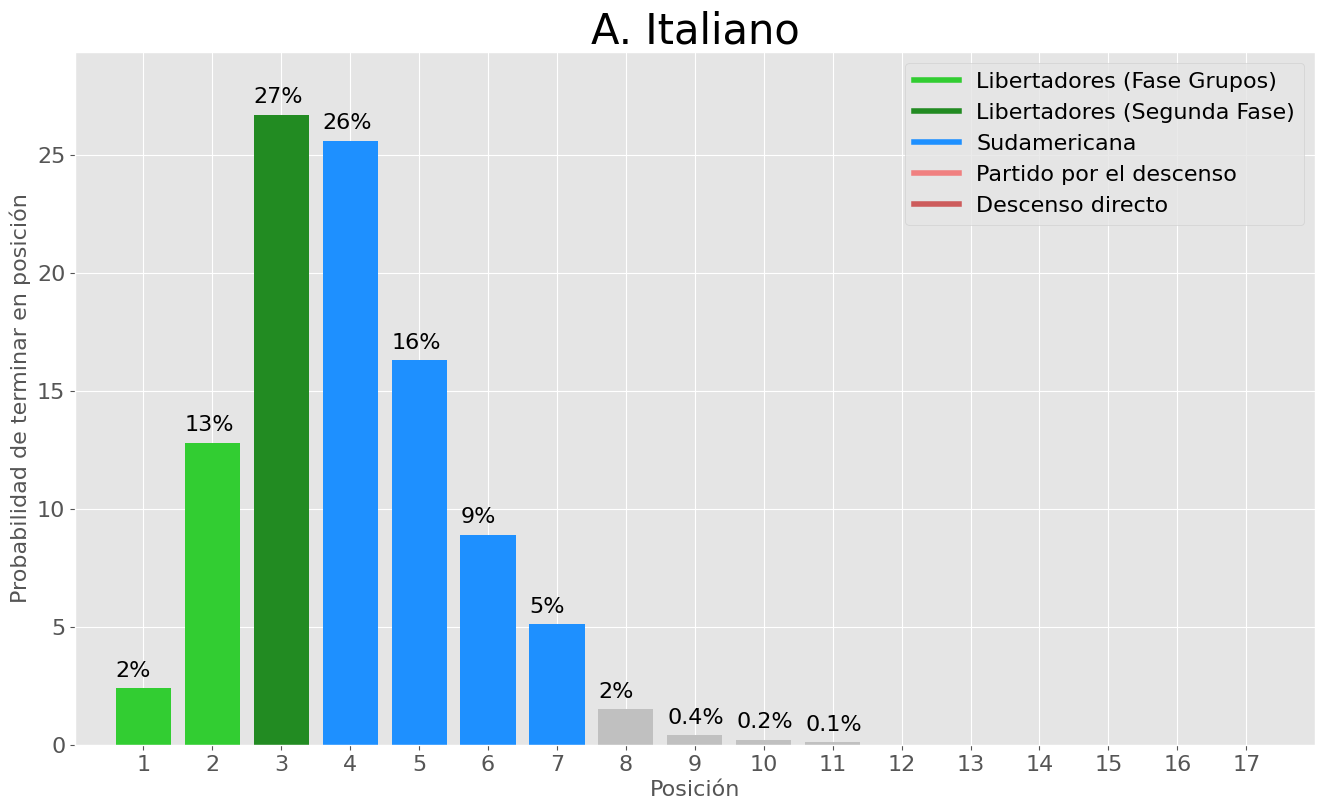 A. Italiano
Libertadores (Fase Grupos)
Libertadores (Segunda Fase)
Sudamericana
Partido por el descenso
Descenso directo
Probabilidad de terminar en posición
25
20
15
10
5
0
2%
13%
27%
26%
16%
9%
5%
2%
0.4%
0.2%
0.1%
1 2 3 4 5 6 7 8 9 10 11 12 13 14 15 16 17
Posición